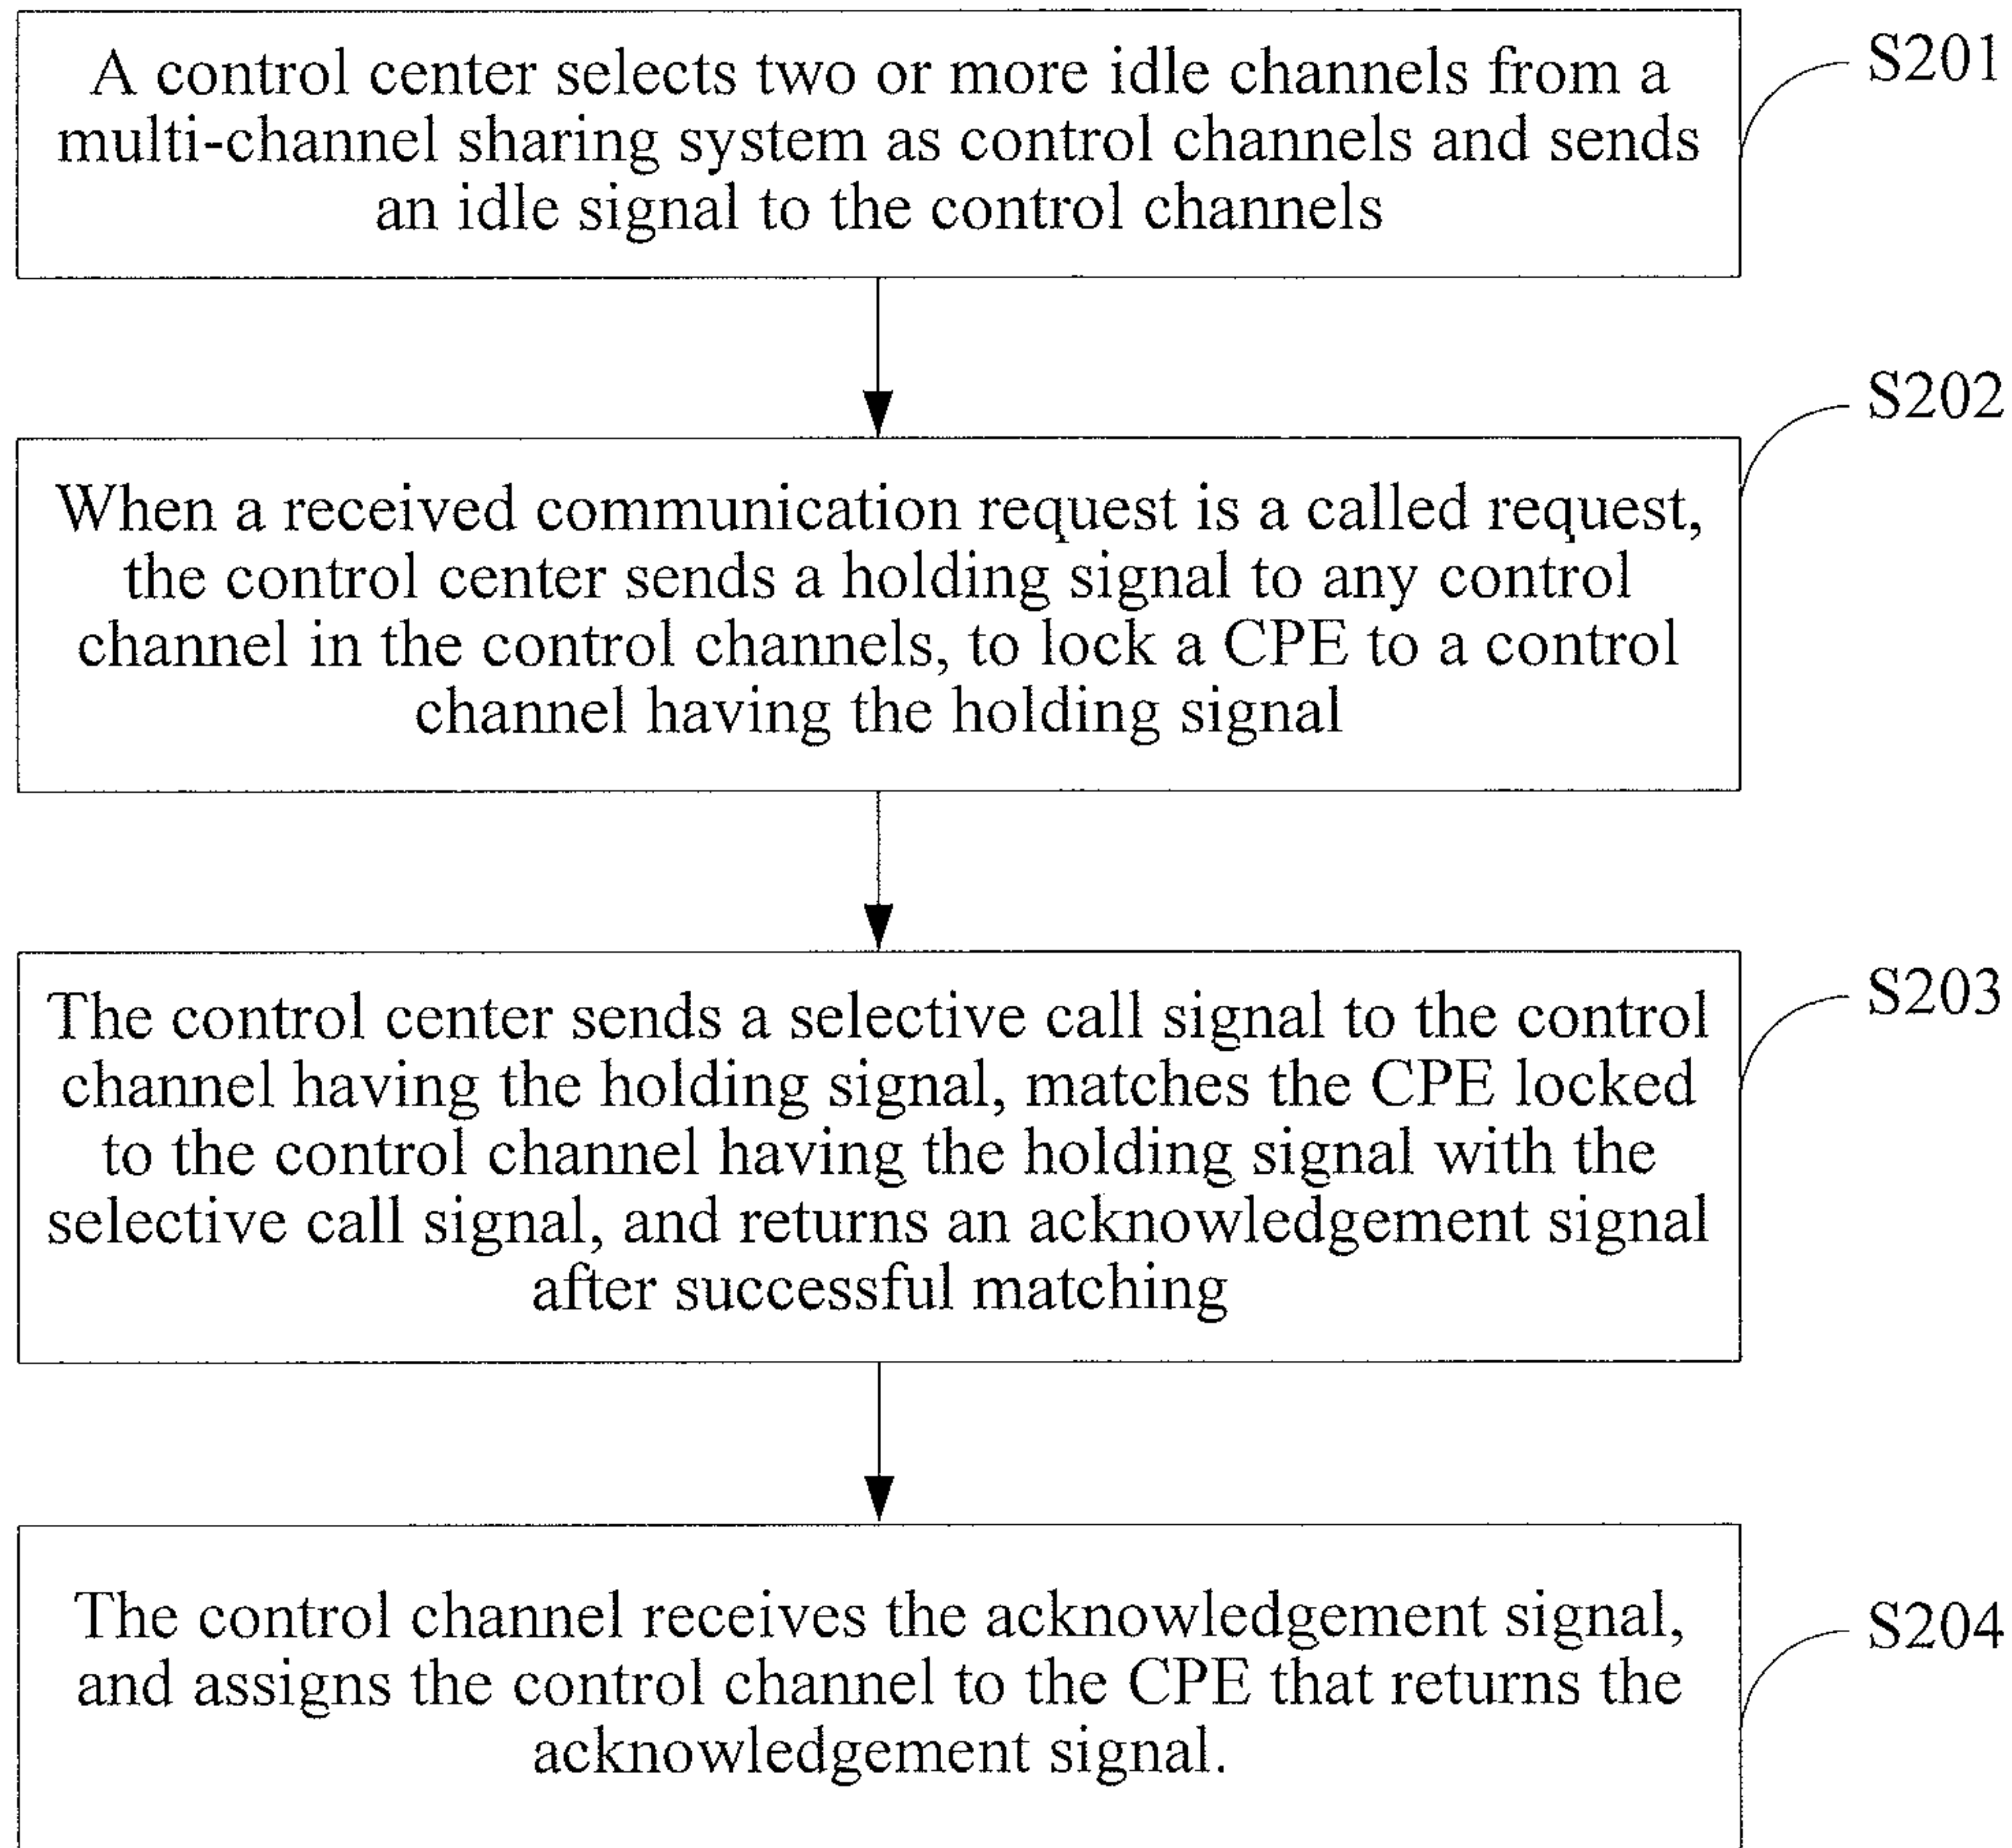 A control center selects two or more idle channels from a
multi-channel sharing system as control channels and sends
an idle signal to the control channels
S201
S202
When a received communication request is a called request,
the control center sends a holding signal to any control
channel in the control channels, to lock a CPE to a control
channel having the holding signal
S203
The control center sends a selective call signal to the control
channel having the holding signal, matches the CPE locked
to the control channel having the holding signal with the
selective call signal, and returns an acknowledgement signal
after successful matching
The control channel receives the acknowledgement signal,
and assigns the control channel to the CPE that returns the
acknowledgement signal.
S204